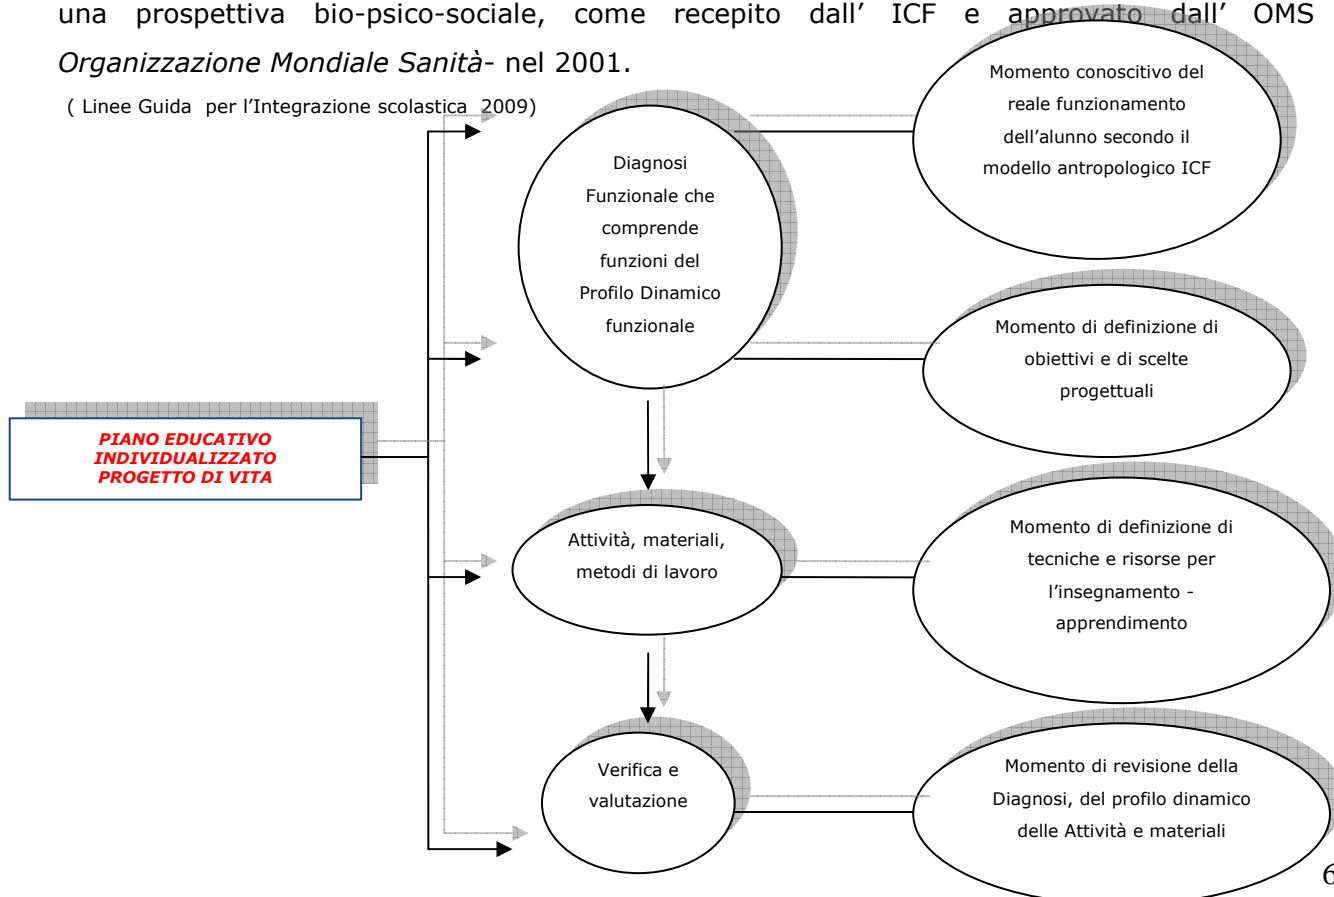 una prospettiva bio-psico-sociale, come recepito dall’ ICF e approvato dall’ OMS
Organizzazione Mondiale Sanità- nel 2001.
( Linee Guida per l’Integrazione scolastica 2009)
Momento conoscitivo del
reale funzionamento
dell’alunno secondo il
modello antropologico ICF
Diagnosi
Funzionale che
comprende
funzioni del
Profilo Dinamico
funzionale
Momento di definizione di
obiettivi e di scelte
progettuali
PIANO EDUCATIVO
INDIVIDUALIZZATO
PROGETTO DI VITA
Attività, materiali,
metodi di lavoro
Momento di definizione di
tecniche e risorse per
l’insegnamento -
apprendimento
Verifica e
valutazione
Momento di revisione della
Diagnosi, del profilo dinamico
delle Attività e materiali
6